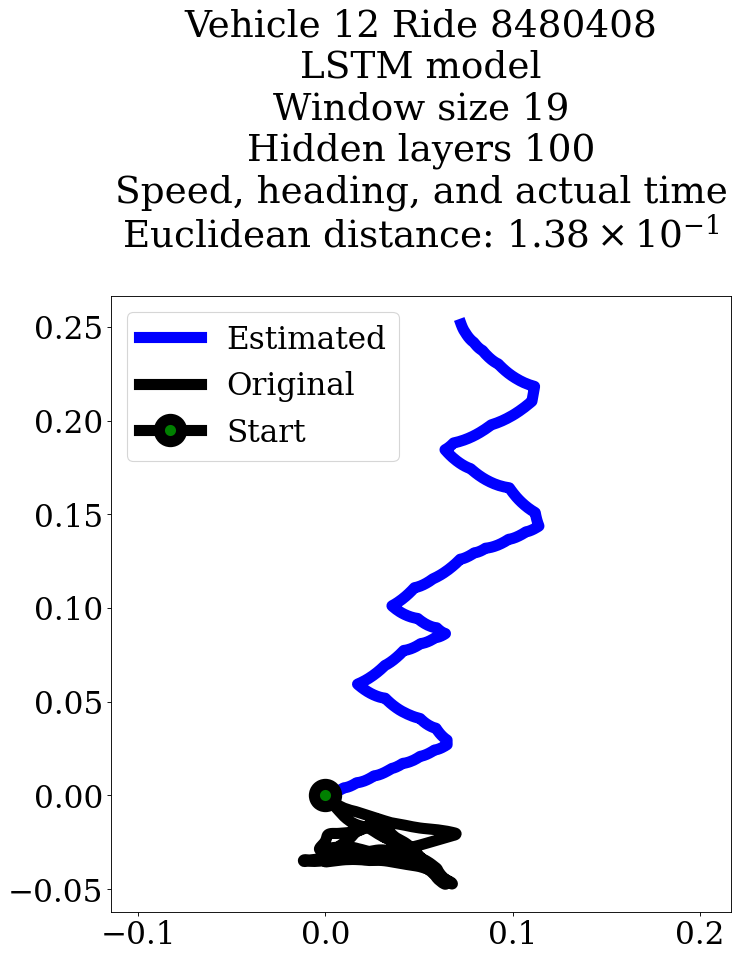 Vehicle 12 Ride 8480408
LSTM model
Window size 19
Hidden layers 100
Speed, heading, and actual time
Euclidean distance: 1.38 × 10⁻¹
Estimated
Original
Start
0.25
0.20
0.15
0.10
0.05
0.00
−0.05
−0.1 0.0 0.1 0.2